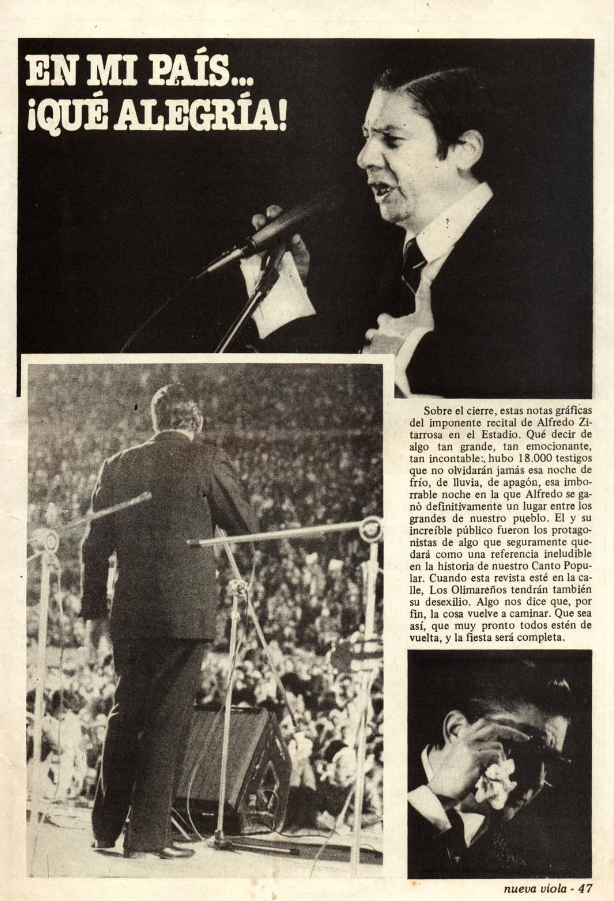 EN MI PAÍS...
¡QUÉ ALEGRÍA!
Sobre el cierre, estas notas gráficas
del imponente recital de Alfredo Zi-
tarrosa en el Estadio. Qué decir de
algo tan grande, tan emocionante,
tan incontable:, hubo 18.000 testigos
que no olvidarán jamás esa noche de
frío, de lluvia, de apagón, esa imbo-
rrable noche en la que Alfredo se ga-
nó definitivamente un lugar entre los
grandes de nuestro pueblo. El y su
increíble público fueron los protago-
nistas de algo que seguramente que-
dará como una referencia ineludible
en la historia de nuestro Canto Popu-
lar. Cuando esta revista esté en la ca-
lle, Los Olimareños tendrán también
su desexilio. Algo nos dice que, por
fin, la cosa vuelve a caminar. Que sea
así, que muy pronto todos estén de
vuelta, y la fiesta será completa.
nueva viola - 47